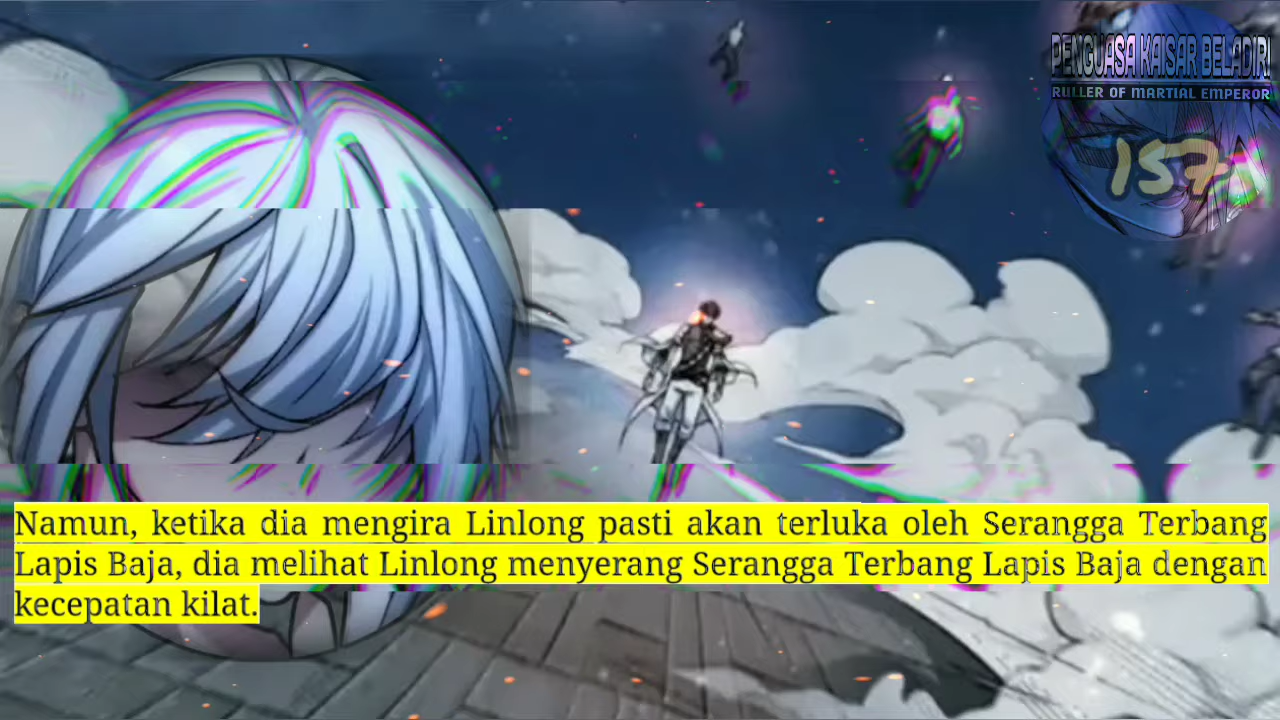 PENGUASA KAISAR BELADIRI
RULLER OF MARTIAL EMPEROR
Namun, ketika dia mengira Linlong pasti akan terluka oleh Serangga Terbang
Lapis Baja, dia melihat Linlong menyerang Serangga Terbang Lapis Baja dengan
kecepatan kilat.